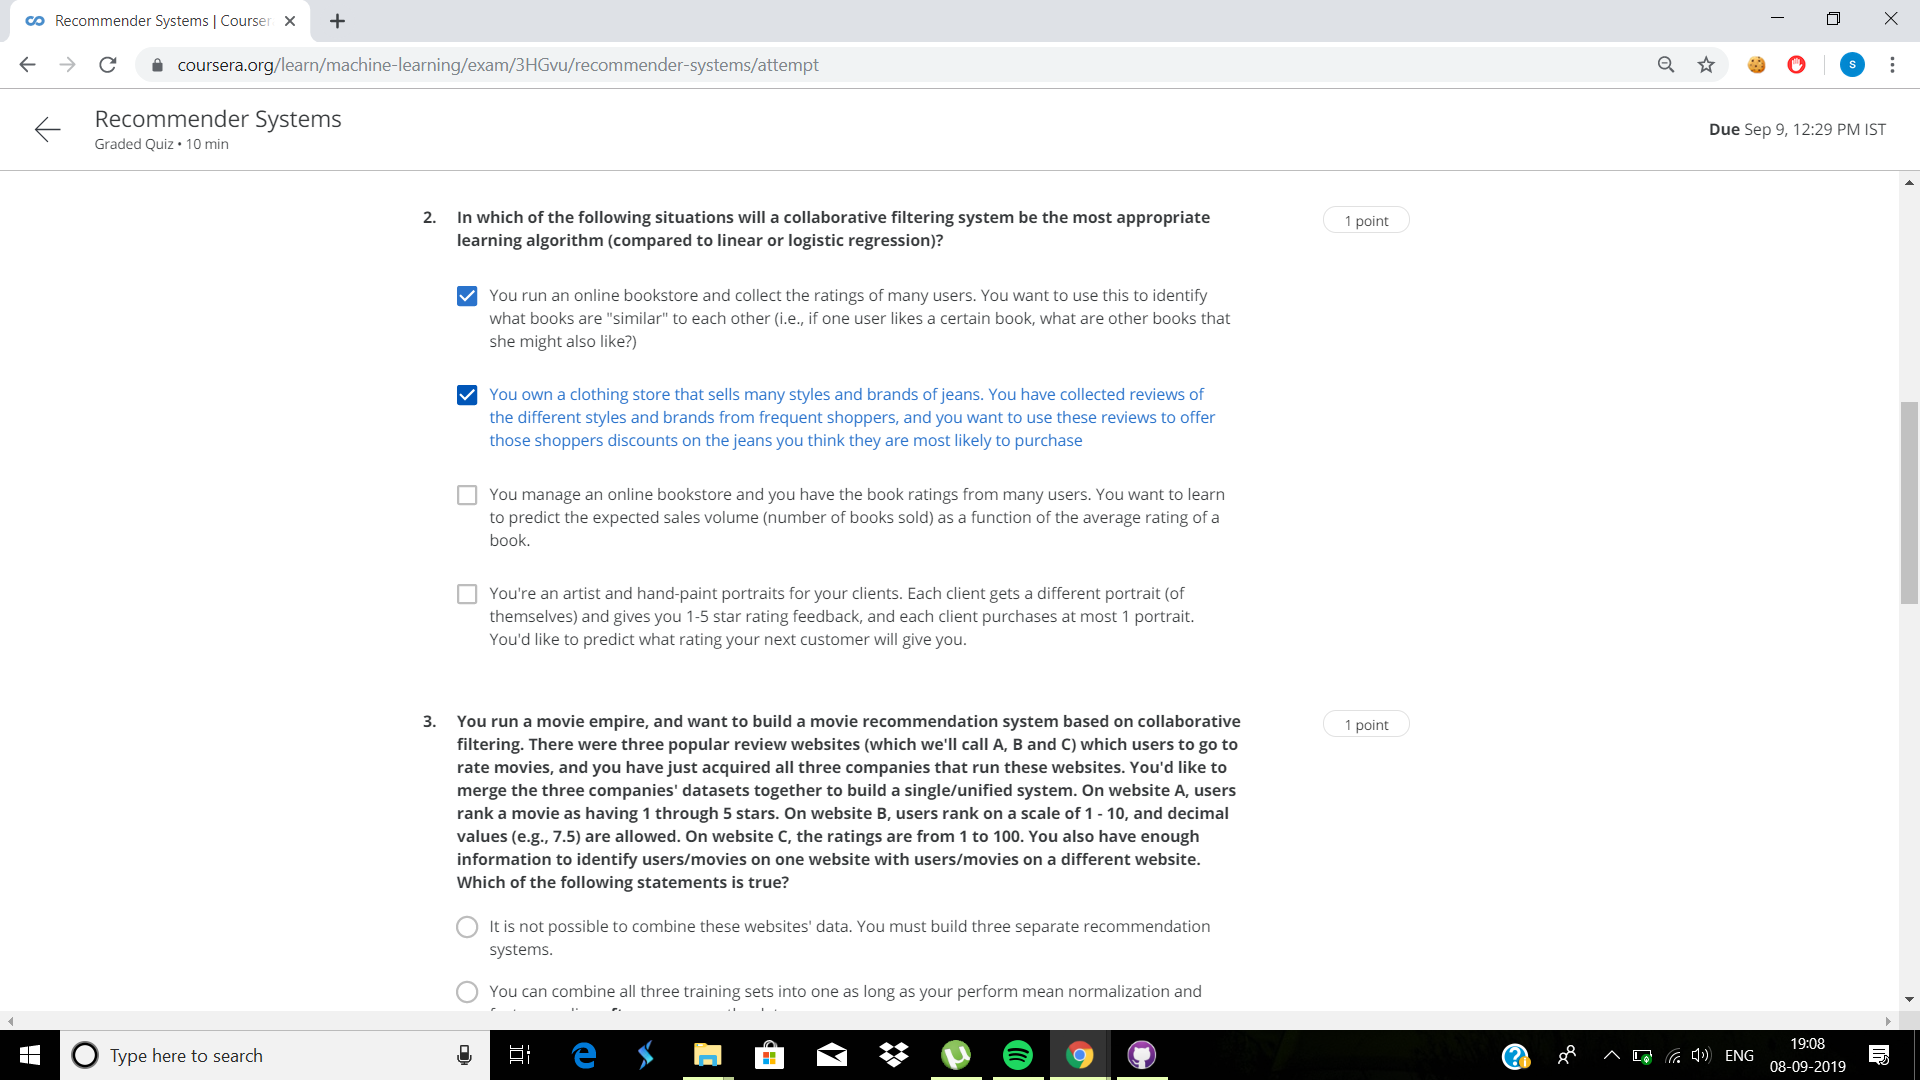 Recommender Systems | Courser
coursera.org/learn/machine-learning/exam/3HGvu/recommender-systems/attempt
S
Recommender Systems
Graded Quiz • 10 min
Due Sep 9, 12:29 PM IST
2. In which of the following situations will a collaborative filtering system be the most appropriate
learning algorithm (compared to linear or logistic regression)?
1 point
You run an online bookstore and collect the ratings of many users. You want to use this to identify
what books are "similar" to each other (i.e., if one user likes a certain book, what are other books that
she might also like?)
You own a clothing store that sells many styles and brands of jeans. You have collected reviews of
the different styles and brands from frequent shoppers, and you want to use these reviews to offer
those shoppers discounts on the jeans you think they are most likely to purchase
You manage an online bookstore and you have the book ratings from many users. You want to learn
to predict the expected sales volume (number of books sold) as a function of the average rating of a
book.
You're an artist and hand-paint portraits for your clients. Each client gets a different portrait (of
themselves) and gives you 1-5 star rating feedback, and each client purchases at most 1 portrait.
You'd like to predict what rating your next customer will give you.
3. You run a movie empire, and want to build a movie recommendation system based on collaborative
filtering. There were three popular review websites (which we'll call A, B and C) which users to go to
rate movies, and you have just acquired all three companies that run these websites. You'd like to
merge the three companies' datasets together to build a single/unified system. On website A, users
rank a movie as having 1 through 5 stars. On website B, users rank on a scale of 1 - 10, and decimal
values (e.g., 7.5) are allowed. On website C, the ratings are from 1 to 100. You also have enough
information to identify users/movies on one website with users/movies on a different website.
Which of the following statements is true?
1 point
It is not possible to combine these websites' data. You must build three separate recommendation
systems.
You can combine all three training sets into one as long as your perform mean normalization and
Type here to search
ENG
19:08
08-09-2019